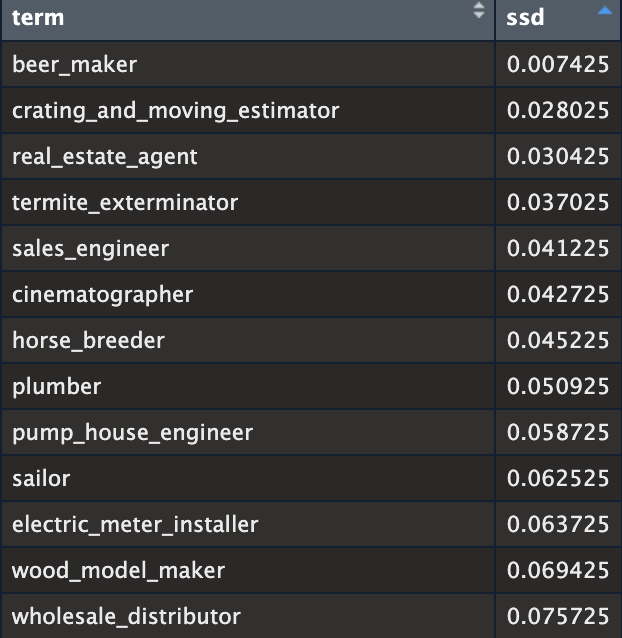 term ssd
beer_maker 0.007425
crating_and_moving_estimator 0.028025
real_estate_agent 0.030425
termite_exterminator 0.037025
sales_engineer 0.041225
cinematographer 0.042725
horse_breeder 0.045225
plumber 0.050925
pump_house_engineer 0.058725
sailor 0.062525
electric_meter_installer 0.063725
wood_model_maker 0.069425
wholesale_distributor 0.075725